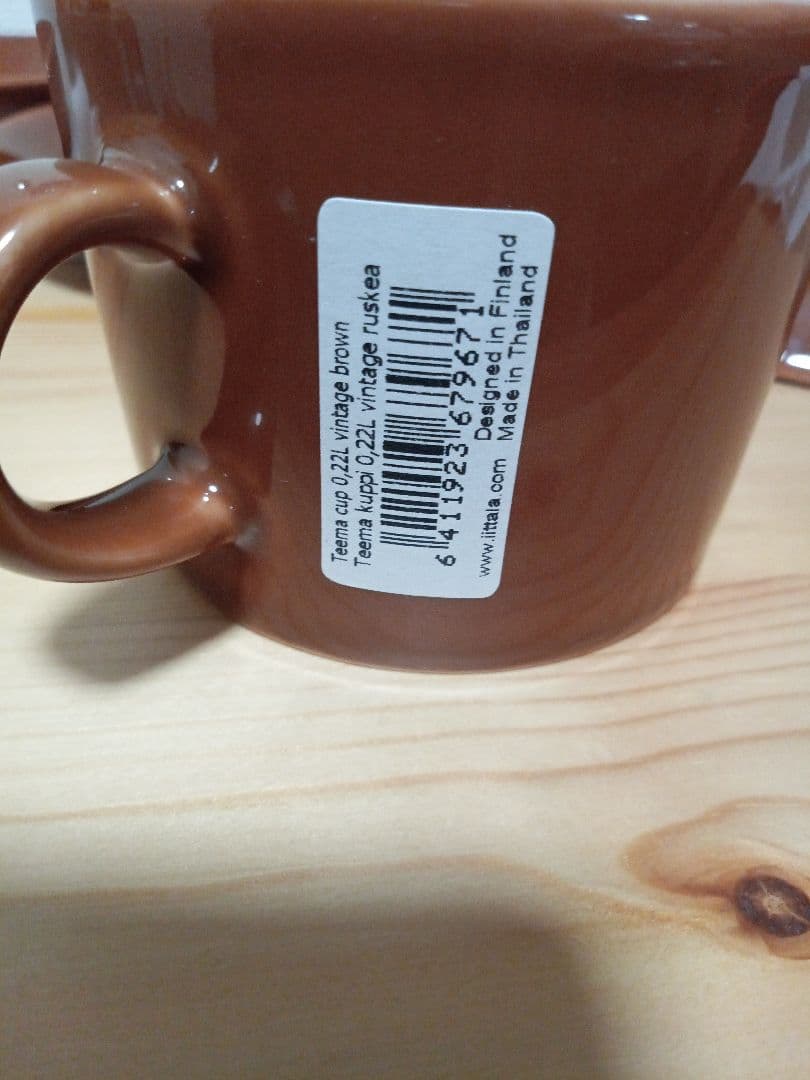 Teema cup 0,22L vintage brown
Teema kuppi 0,22L vintage ruskea
6 411923 679671
Designed in Finland
www.iittala.com Made in Thailand